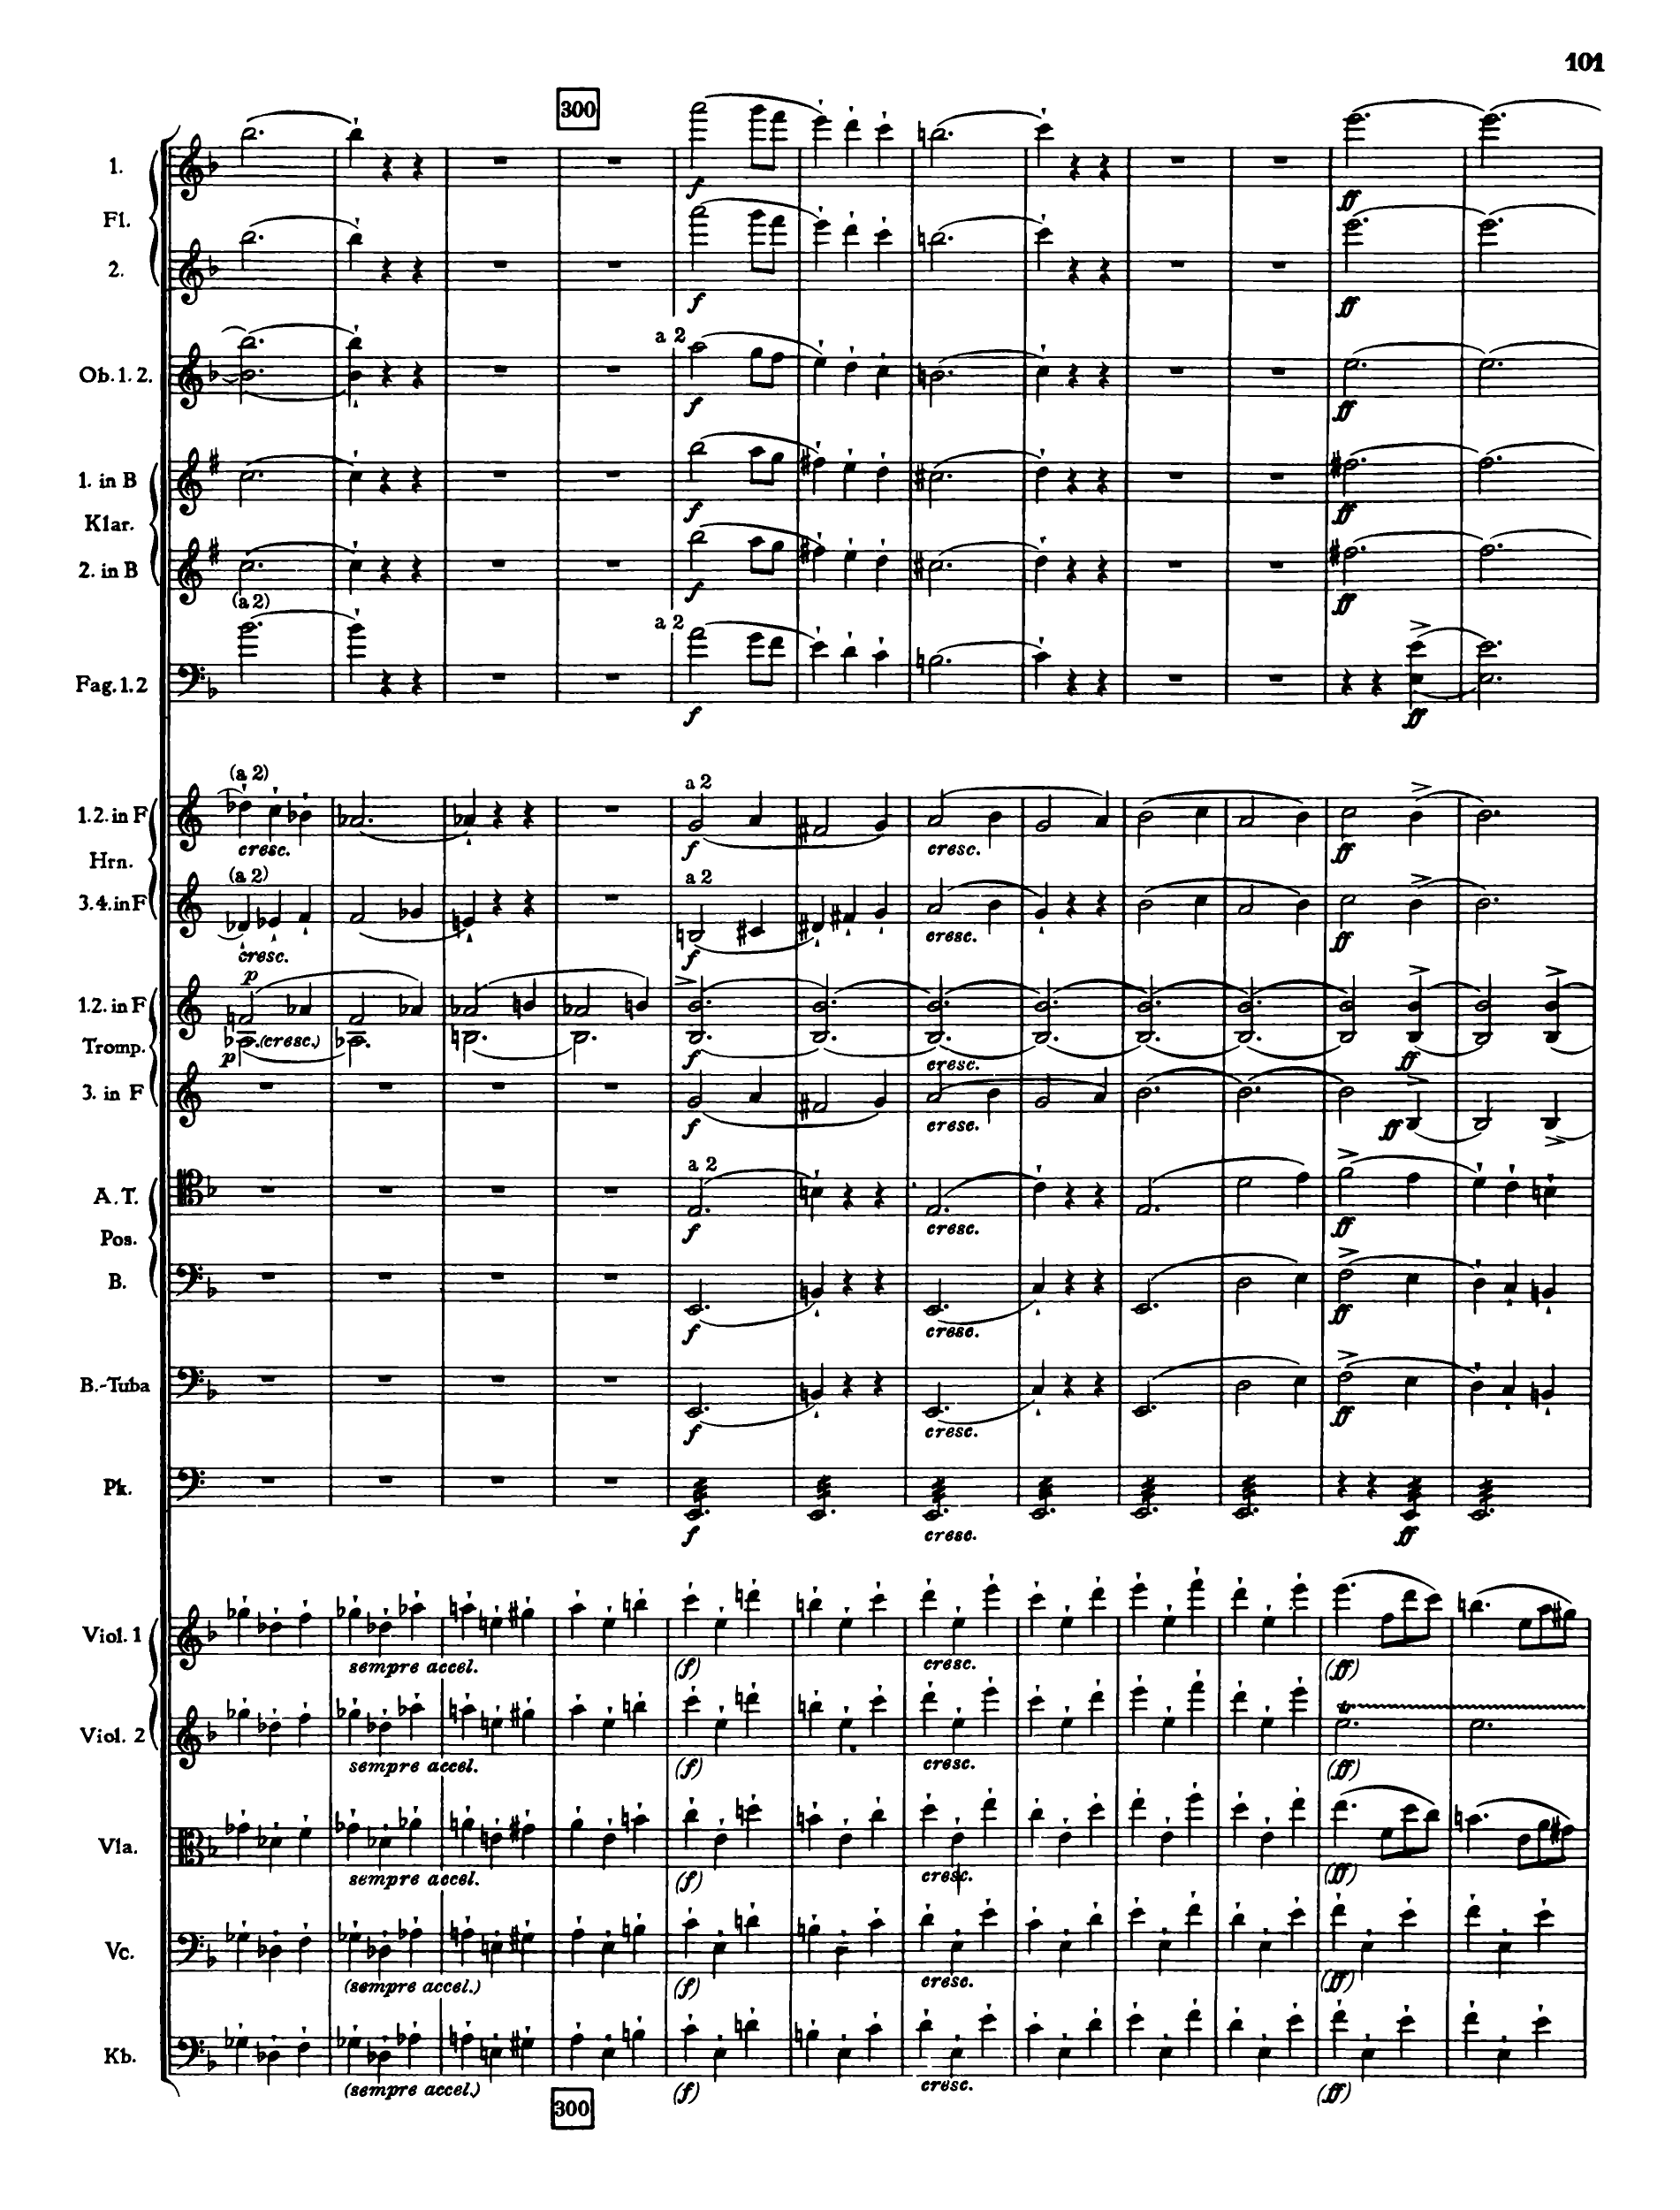 101
300
1.
Fl.
2.
f
f
ff
ff
a 2
Ob. 1. 2.
f
ff
1. in B
Klar.
2. in B
f
f
ff
ff
(a 2)
a 2
Fag. 1. 2
f
ff
(a 2)
a 2
1.2. in F
cresc.
f
cresc.
ff
Hrn.
(a 2)
a 2
3.4. in F
cresc.
f
cresc.
ff
p
1.2. in F
(cresc.)
p
f
cresc.
ff
Tromp.
3. in F
f
cresc.
ff
a 2
A. T.
f
cresc.
ff
Pos.
B.
f
cresc.
ff
B.-Tuba
f
cresc.
ff
Pk.
f
cresc.
ff
Viol. 1
sempre accel.
(f)
cresc.
(ff)
tr
Viol. 2
sempre accel.
(f)
cresc.
(ff)
Vla.
sempre accel.
(f)
cresc.
(ff)
Vc.
(sempre accel.)
(f)
cresc.
(ff)
Kb.
(sempre accel.)
(f)
cresc.
(ff)
300